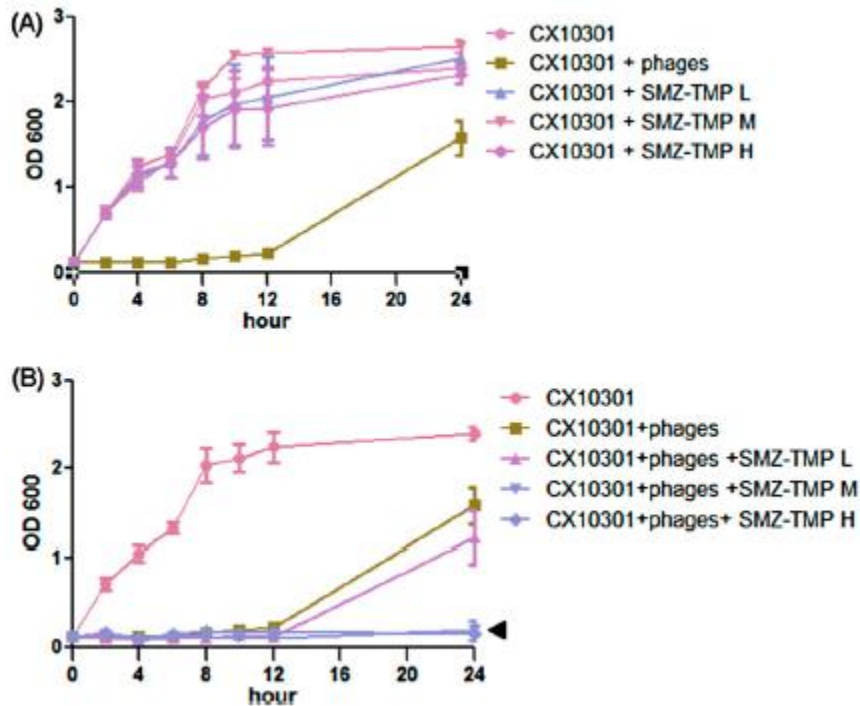 (A)
3
2
1
0
OD 600
0 4 8 12 16 20 24
hour
CX10301
CX10301 + phages
CX10301 + SMZ-TMP L
CX10301 + SMZ-TMP M
CX10301 + SMZ-TMP H
(B)
3
2
1
0
OD 600
0 4 8 12 16 20 24
hour
CX10301
CX10301+phages
CX10301+phages +SMZ-TMP L
CX10301+phages +SMZ-TMP M
CX10301+phages+ SMZ-TMP H